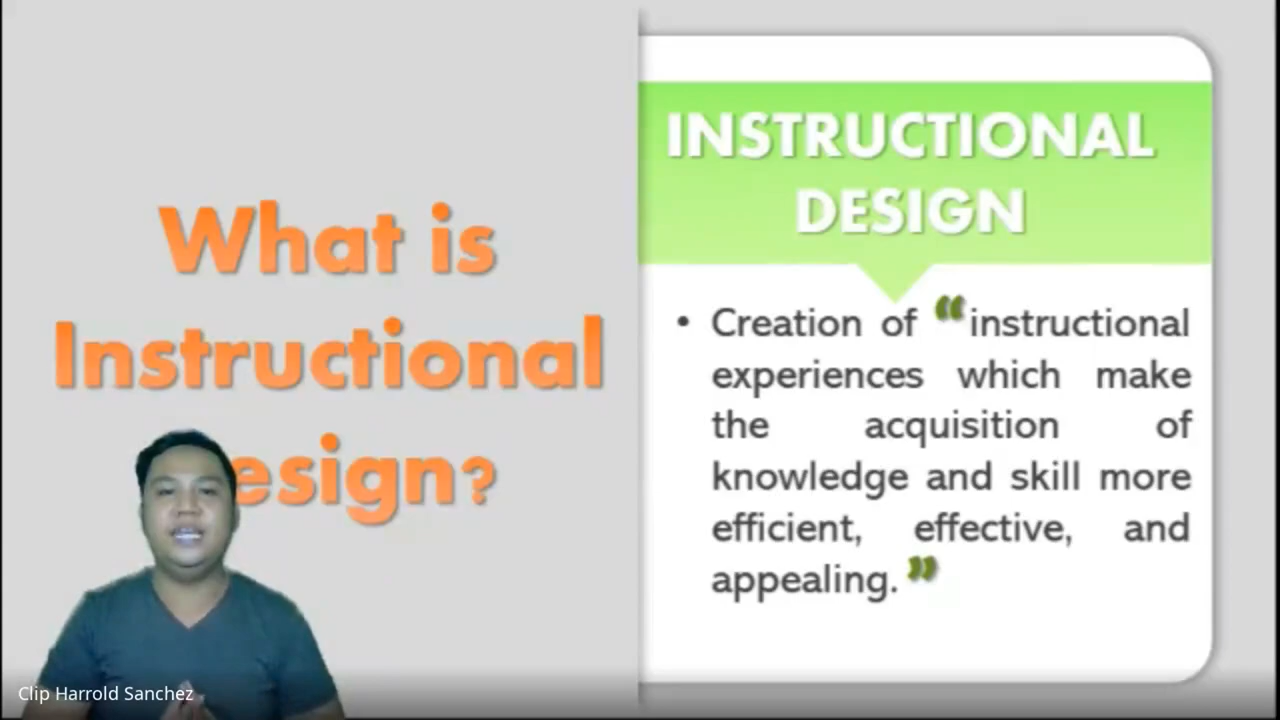 What is
Instructional
esign?
INSTRUCTIONAL
DESIGN
• Creation of “instructional
experiences which make
the acquisition of
knowledge and skill more
efficient, effective, and
appealing.”
Clip Harrold Sanchez